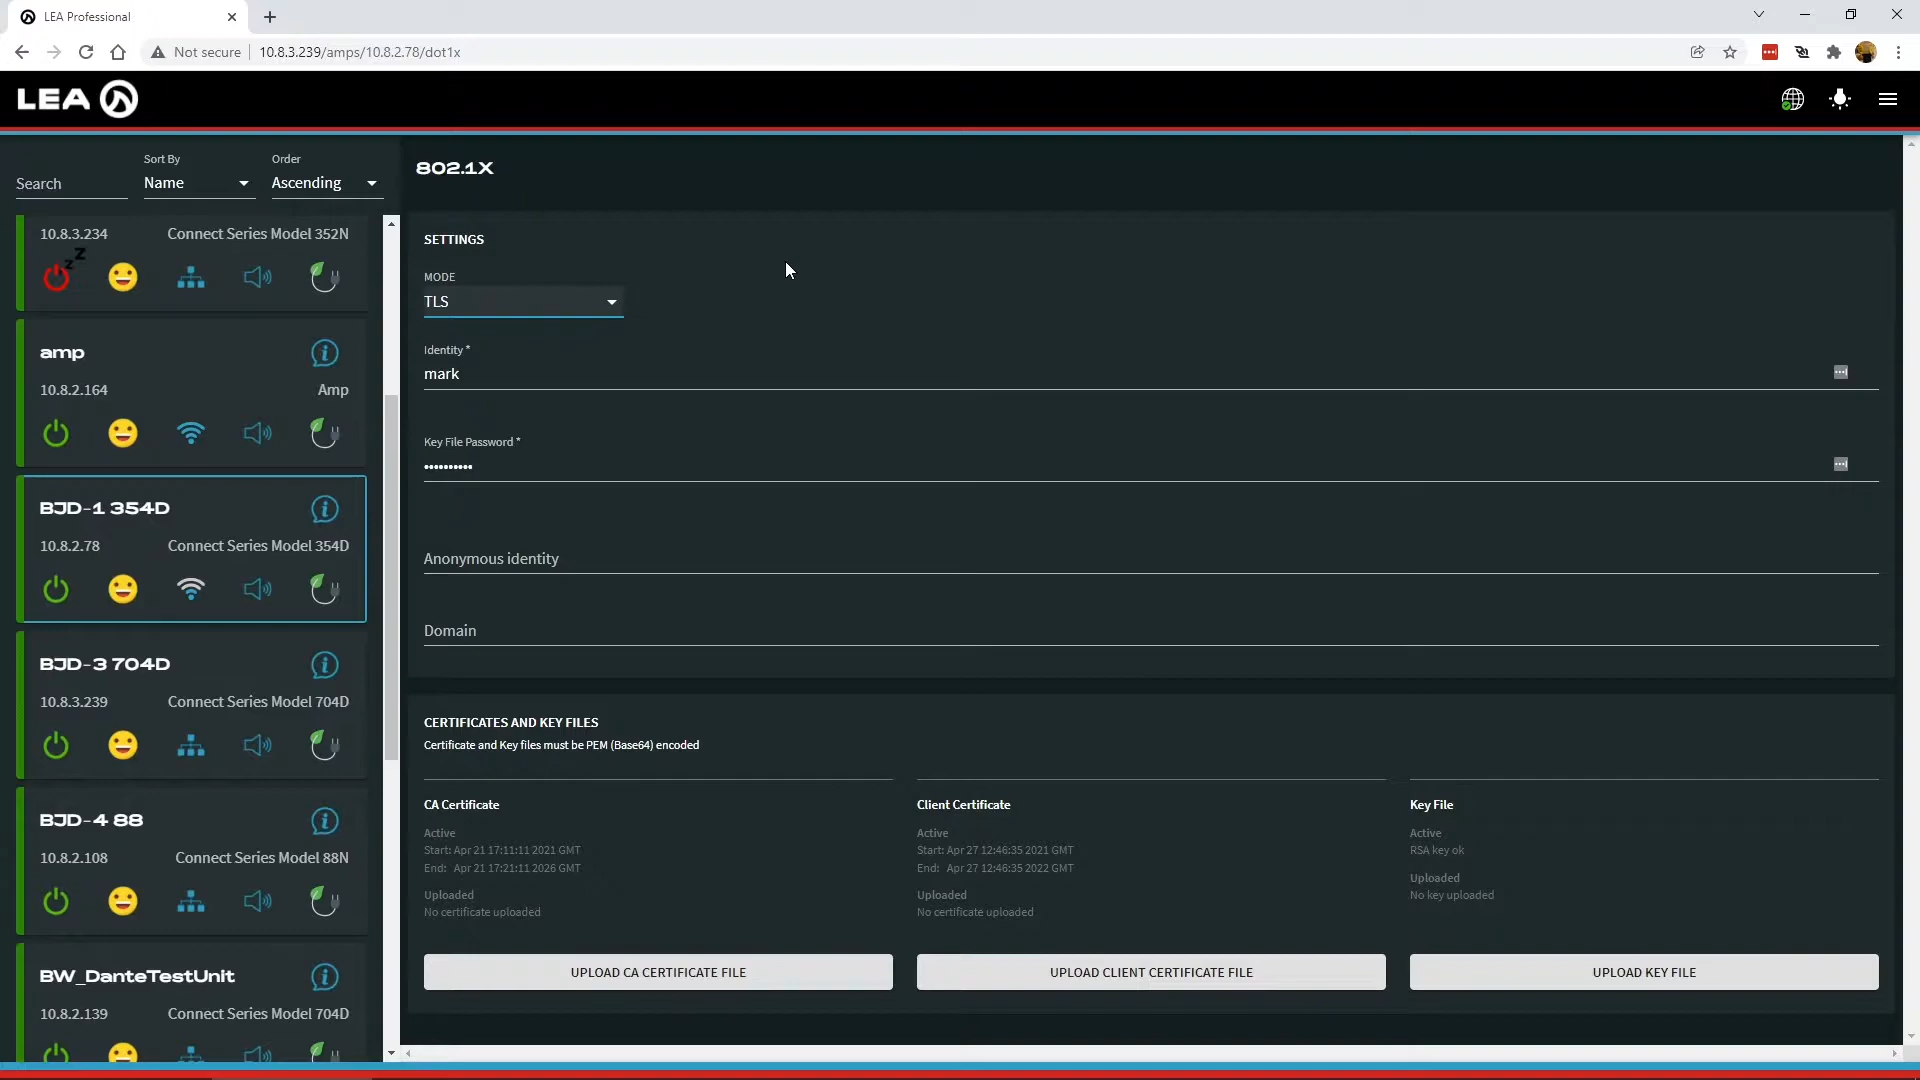 LEA Professional
Not secure
10.8.3.239/amps/10.8.2.78/dot1x
LEA
Search
Sort By
Name
Order
Ascending
10.8.3.234
Connect Series Model 352N
z z
amp
10.8.2.164
Amp
BJD-1 354D
10.8.2.78
Connect Series Model 354D
BJD-3 704D
10.8.3.239
Connect Series Model 704D
BJD-4 88
10.8.2.108
Connect Series Model 88N
BW_DanteTestUnit
10.8.2.139
Connect Series Model 704D
802.1X
SETTINGS
MODE
TLS
Identity *
mark
Key File Password *
••••••••••
Anonymous identity
Domain
CERTIFICATES AND KEY FILES
Certificate and Key files must be PEM (Base64) encoded
CA Certificate
Active
Start: Apr 21 17:11:11 2021 GMT
End: Apr 21 17:21:11 2026 GMT
Uploaded
No certificate uploaded
UPLOAD CA CERTIFICATE FILE
Client Certificate
Active
Start: Apr 27 12:46:35 2021 GMT
End: Apr 27 12:46:35 2022 GMT
Uploaded
No certificate uploaded
UPLOAD CLIENT CERTIFICATE FILE
Key File
Active
RSA key ok
Uploaded
No key uploaded
UPLOAD KEY FILE